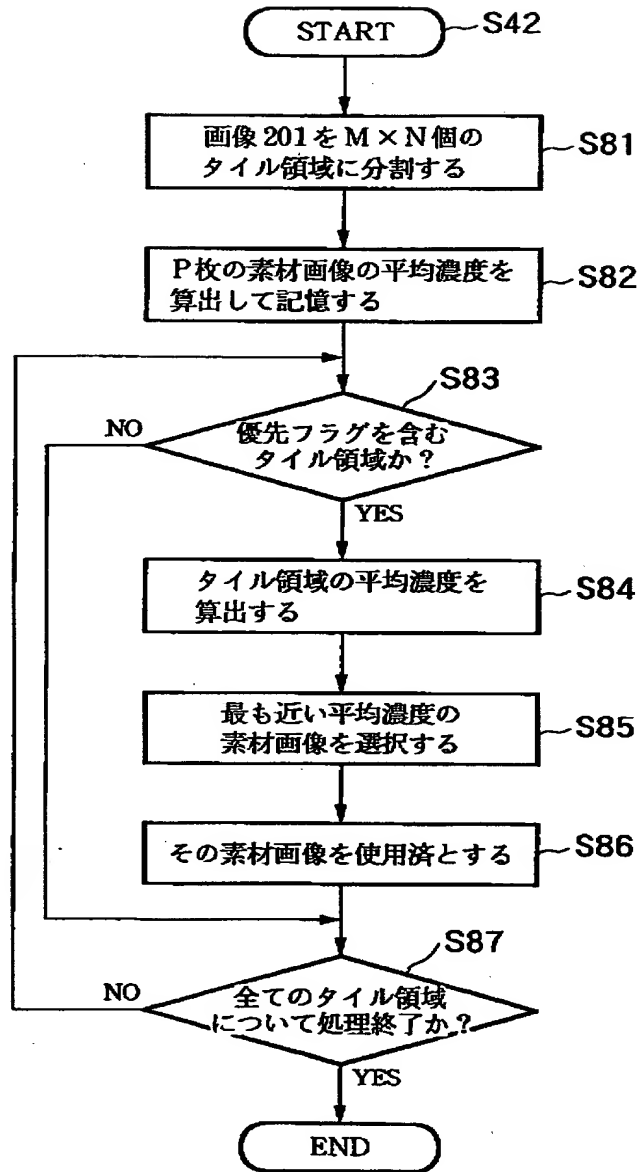 START
S42
画像201をM×N個の
タイル領域に分割する
S81
P枚の素材画像の平均濃度を
算出して記憶する
S82
S83
優先フラグを含む
タイル領域か？
NO
YES
タイル領域の平均濃度を
算出する
S84
最も近い平均濃度の
素材画像を選択する
S85
その素材画像を使用済とする
S86
S87
全てのタイル領域
について処理終了か？
NO
YES
END